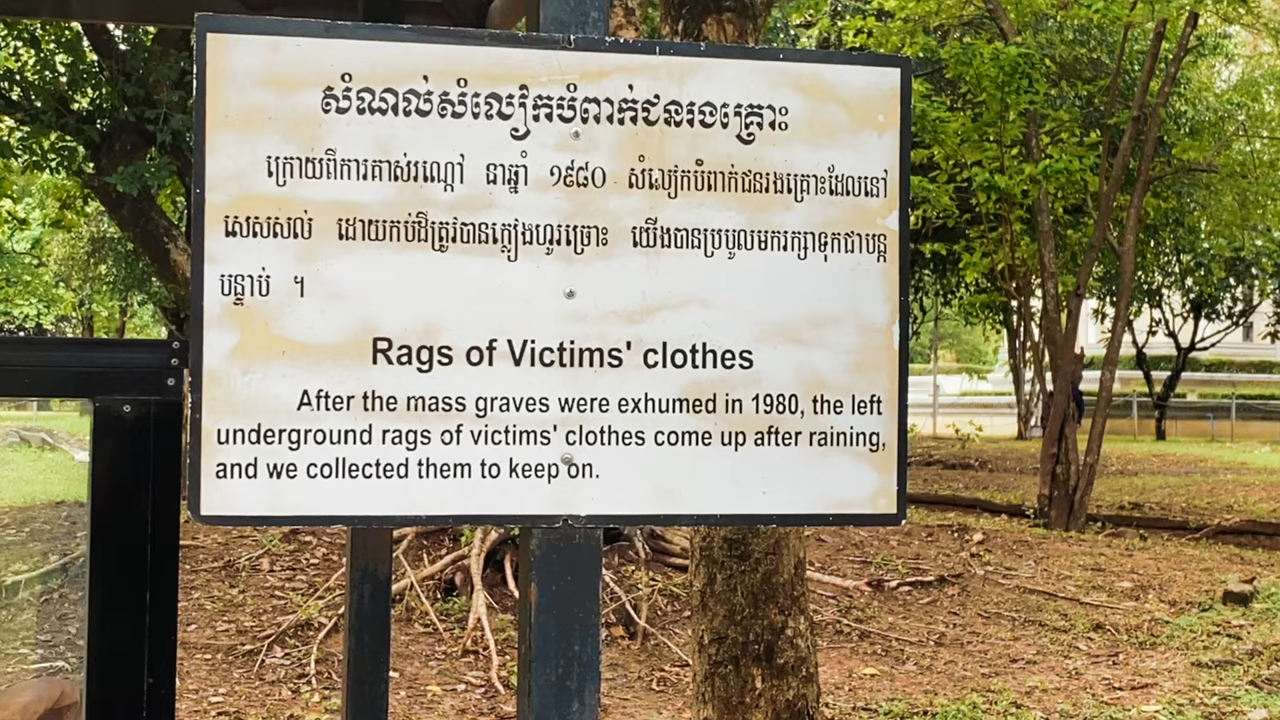 សំណល់សំលៀកបំពាក់ជនរងគ្រោះ
ក្រោយពីការគាស់រណ្តៅ នាឆ្នាំ ១៩៨០ សំលៀកបំពាក់ជនរងគ្រោះដែលនៅ
សេសសល់ ដោយកប់ដីត្រូវបានភ្លៀងហូរច្រោះ យើងបានប្របូលមករក្សាទុកជាបន្ត
បន្ទាប់ ។
Rags of Victims' clothes
After the mass graves were exhumed in 1980, the left
underground rags of victims' clothes come up after raining,
and we collected them to keep on.